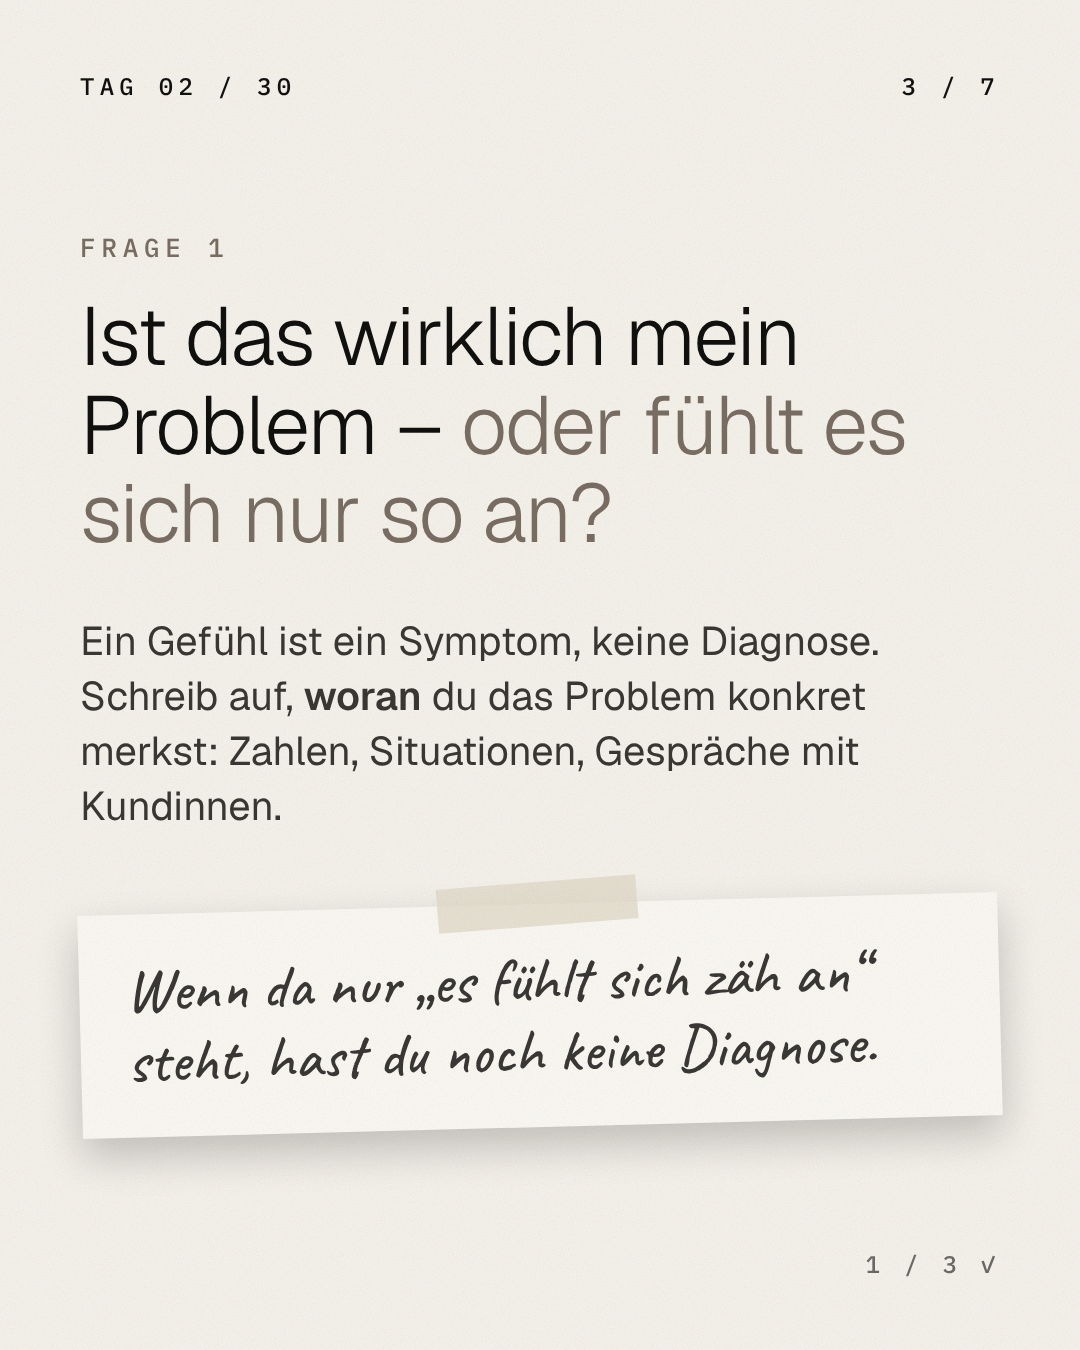 TAG 02 / 30
3 / 7
FRAGE 1
Ist das wirklich mein
Problem – oder fühlt es
sich nur so an?
Ein Gefühl ist ein Symptom, keine Diagnose.
Schreib auf, woran du das Problem konkret
merkst: Zahlen, Situationen, Gespräche mit
Kundinnen.
Wenn da nur „es fühlt sich zäh an“
steht, hast du noch keine Diagnose.
1 / 3 √